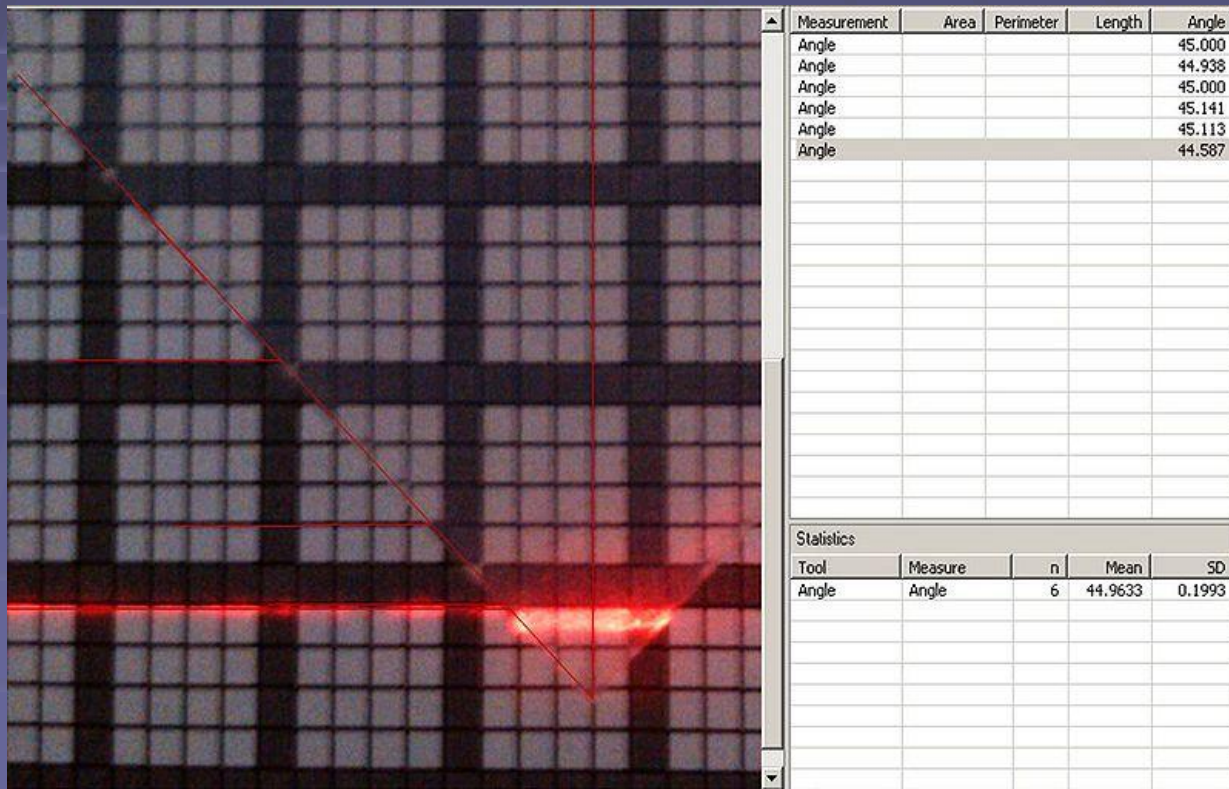 Measurement Area Perimeter Length Angle
Angle 45.000
Angle 44.938
Angle 45.000
Angle 45.141
Angle 45.113
Angle 44.587
Statistics
Tool Measure n Mean SD
Angle Angle 6 44.9633 0.1993